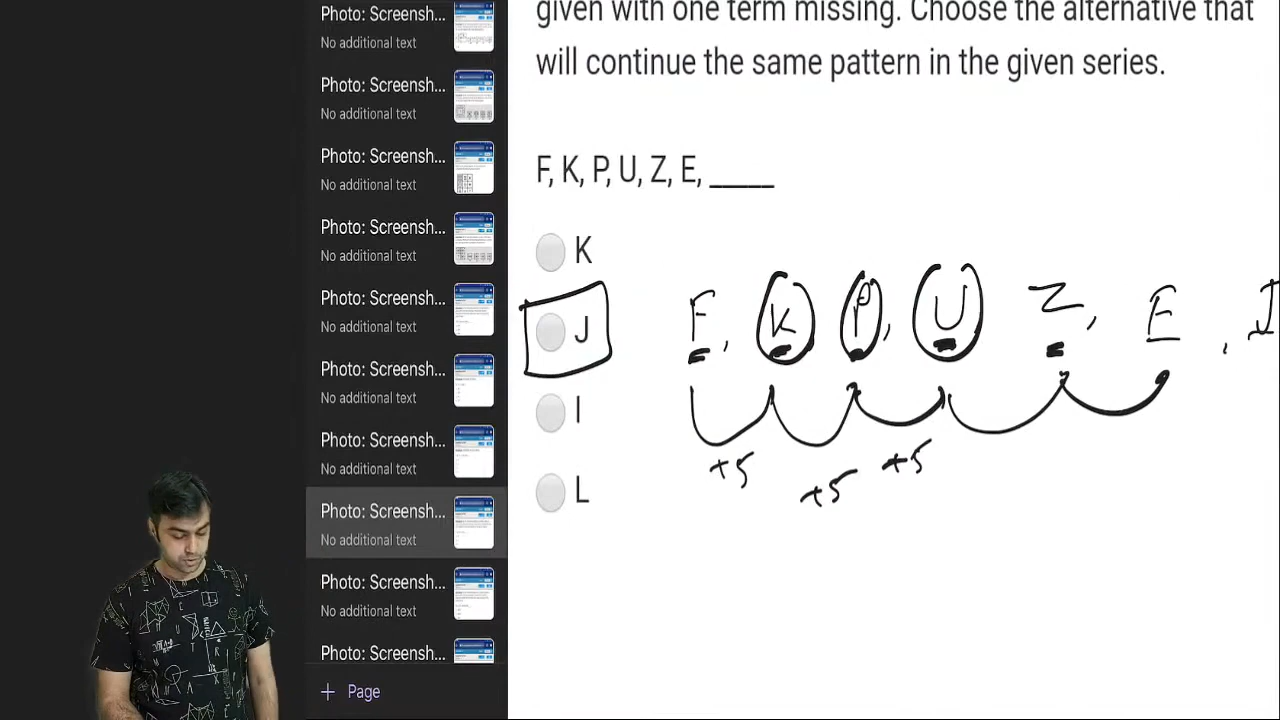 Photo: Screensh...
No additional text
Photo: Screensh...
No additional text
Photo: Screensh...
No additional text
Photo: Screensh...
No additional text
Photo: Screensh...
No additional text
Photo: Screensh...
No additional text
Photo: Screensh...
No additional text
Photo: Screensh...
No additional text
Photo: Screensh...
No additional text
Photo: Screensh...
+ Page
given with one term missing. Choose the alternative that
will continue the same pattern in the given series.
F, K, P, U, Z, E, _____
K
J
I
L
F, K P, U Z, E , J
+5 +5 +5